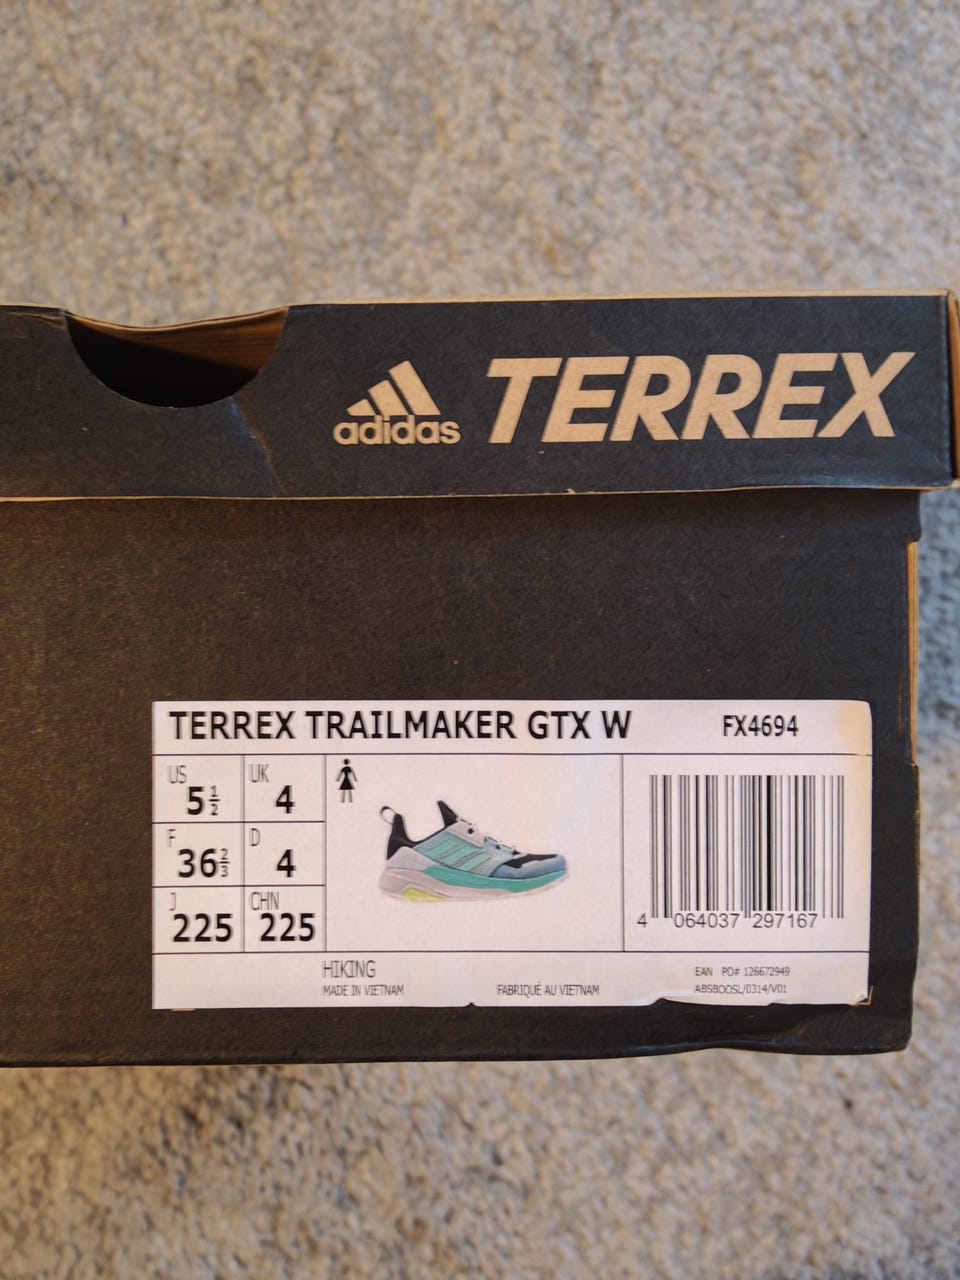 adidas TERREX
TERREX TRAILMAKER GTX W FX4694
US UK
5½ 4
F D
36⅔ 4
J CHN
225 225
4 064037 297167
HIKING
MADE IN VIETNAM FABRIQUÉ AU VIETNAM
EAN PO# 126672949
ABSBOOSL/0314/V01